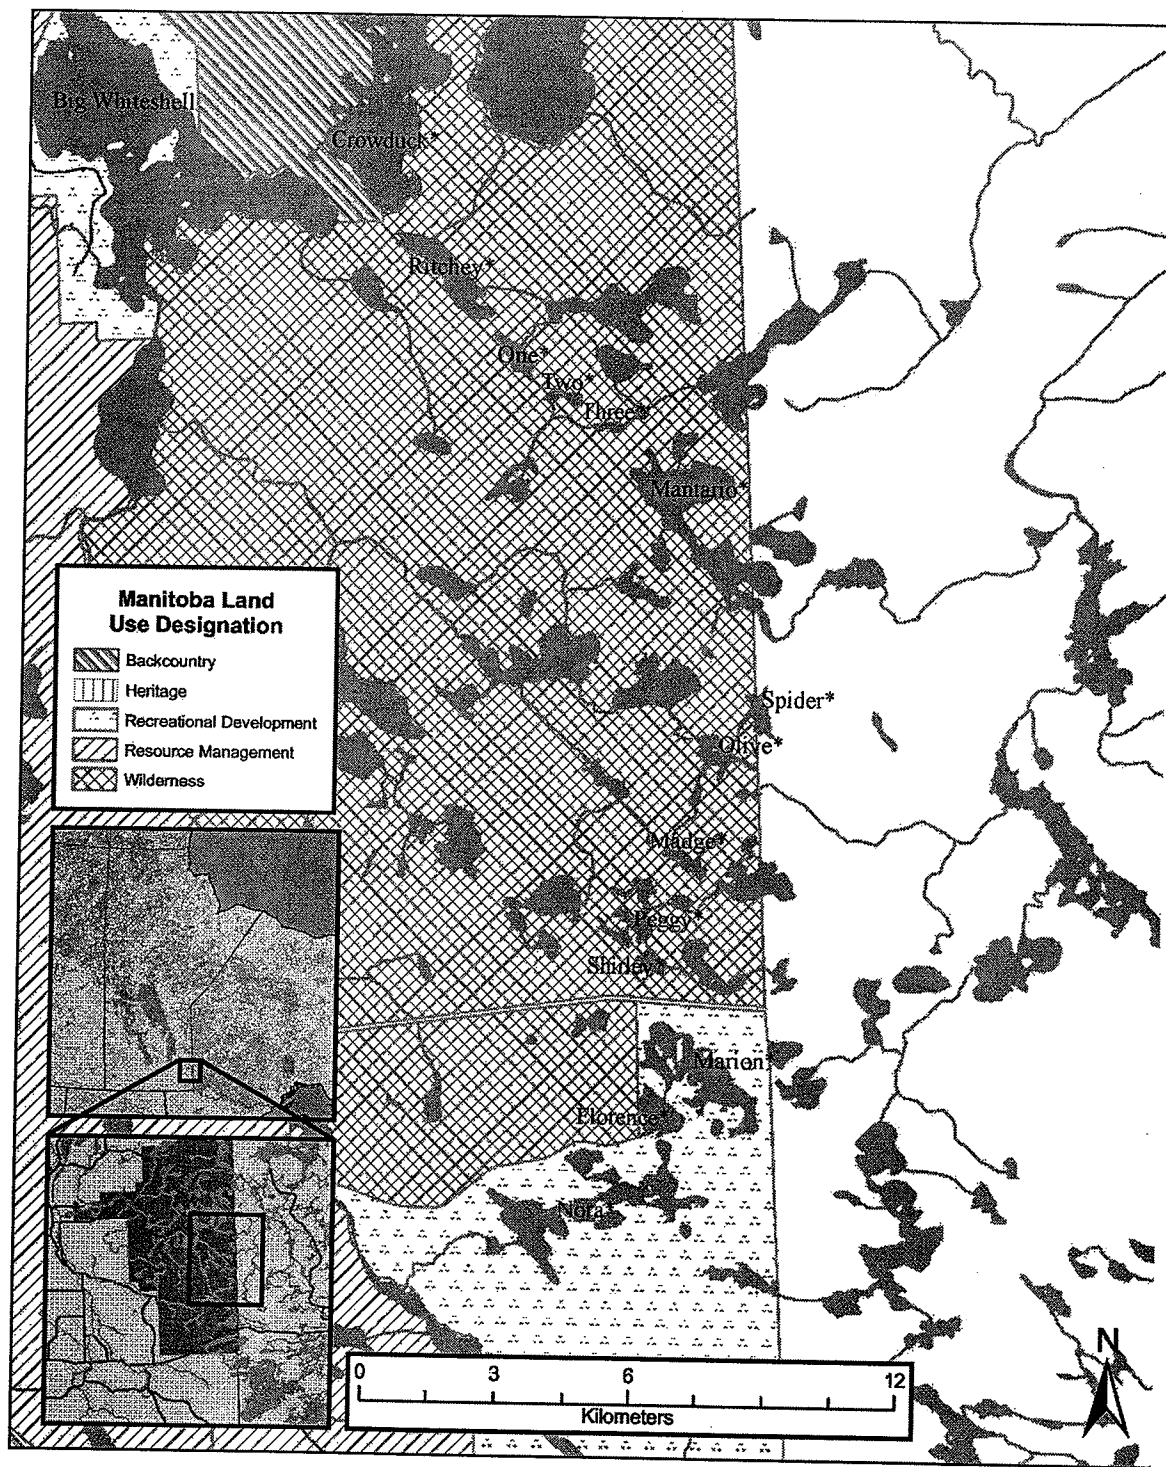 Big Whiteshell
Crowduck*
Ritchey*
One*
Two*
Three*
Mantario*
Manitoba Land
Use Designation
Backcountry
Heritage
Recreational Development
Resource Management
Wilderness
Spider*
Olive*
Madge*
Peggy*
Shirley*
Marion*
Florence*
Nora*
N
0 3 6 12
Kilometers